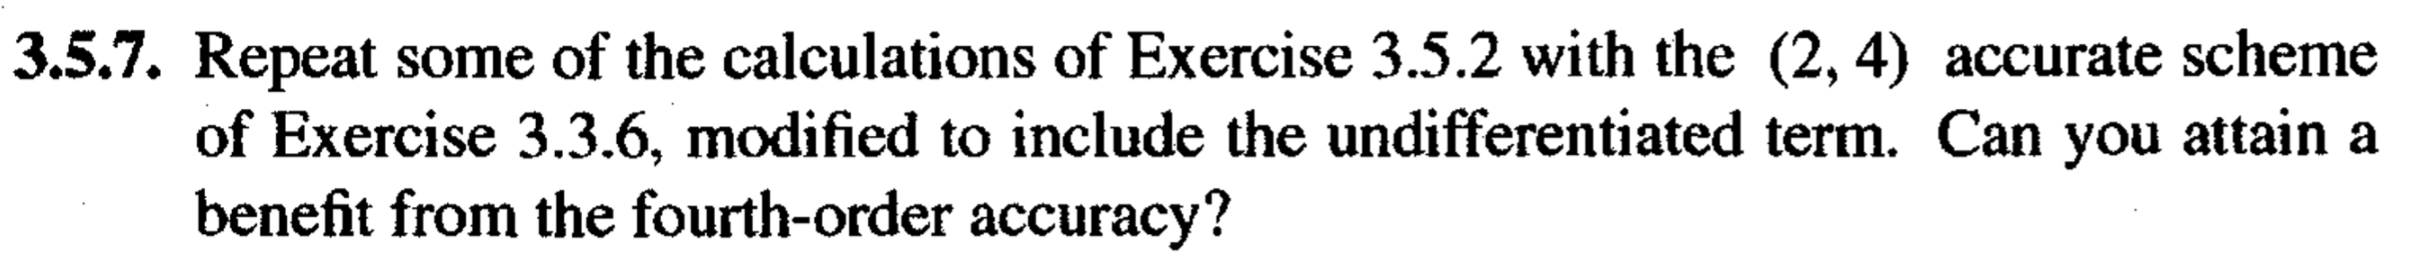 3.5.7. Repeat some of the calculations of Exercise 3.5.2 with the (2, 4) accurate scheme
of Exercise 3.3.6, modified to include the undifferentiated term. Can you attain a
benefit from the fourth-order accuracy?